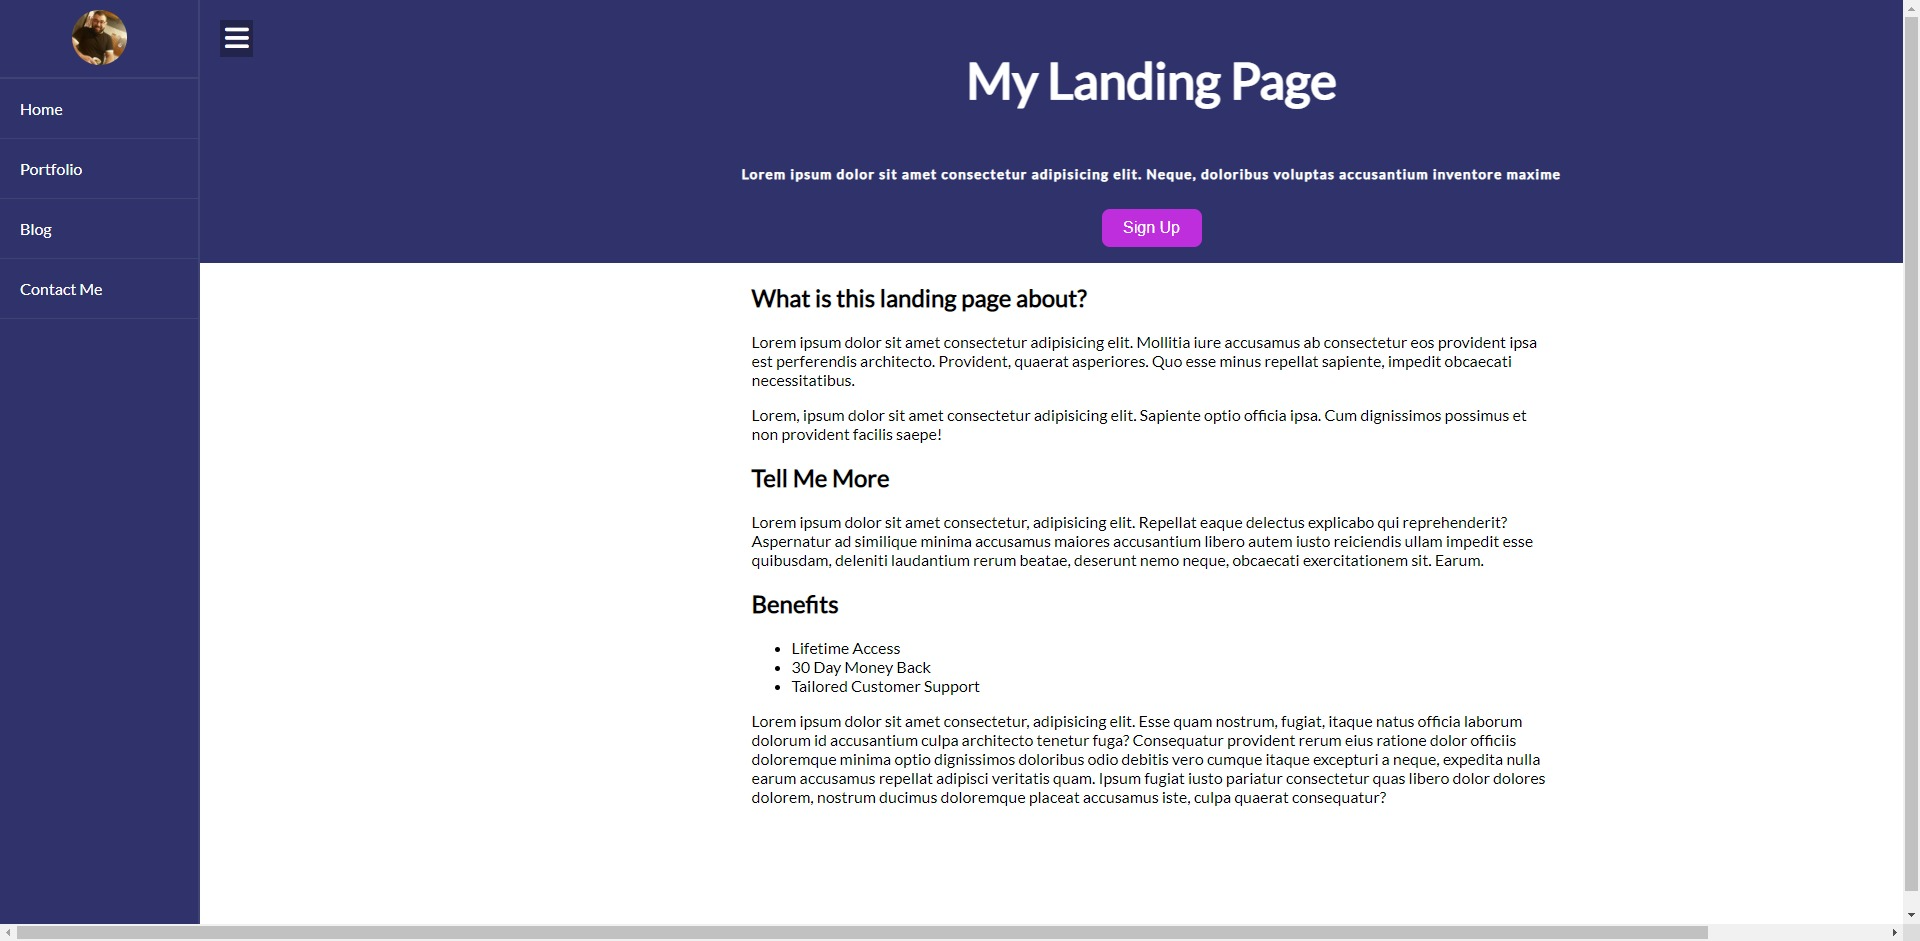 Home
Portfolio
Blog
Contact Me
My Landing Page
Lorem ipsum dolor sit amet consectetur adipisicing elit. Neque, doloribus voluptas accusantium inventore maxime
Sign Up
What is this landing page about?
Lorem ipsum dolor sit amet consectetur adipisicing elit. Mollitia iure accusamus ab consectetur eos provident ipsa
est perferendis architecto. Provident, quaerat asperiores. Quo esse minus repellat sapiente, impedit obcaecati
necessitatibus.
Lorem, ipsum dolor sit amet consectetur adipisicing elit. Sapiente optio officia ipsa. Cum dignissimos possimus et
non provident facilis saepe!
Tell Me More
Lorem ipsum dolor sit amet consectetur, adipisicing elit. Repellat eaque delectus explicabo qui reprehenderit?
Aspernatur ad similique minima accusamus maiores accusantium libero autem iusto reiciendis ullam impedit esse
quibusdam, deleniti laudantium rerum beatae, deserunt nemo neque, obcaecati exercitationem sit. Earum.
Benefits
• Lifetime Access
• 30 Day Money Back
• Tailored Customer Support
Lorem ipsum dolor sit amet consectetur, adipisicing elit. Esse quam nostrum, fugiat, itaque natus officia laborum
dolorum id accusantium culpa architecto tenetur fuga? Consequatur provident rerum eius ratione dolor officiis
doloremque minima optio dignissimos doloribus odio debitis vero cumque itaque excepturi a neque, expedita nulla
earum accusamus repellat adipisci veritatis quam. Ipsum fugiat iusto pariatur consectetur quas libero dolor dolores
dolorem, nostrum ducimus doloremque placeat accusamus iste, culpa quaerat consequatur?